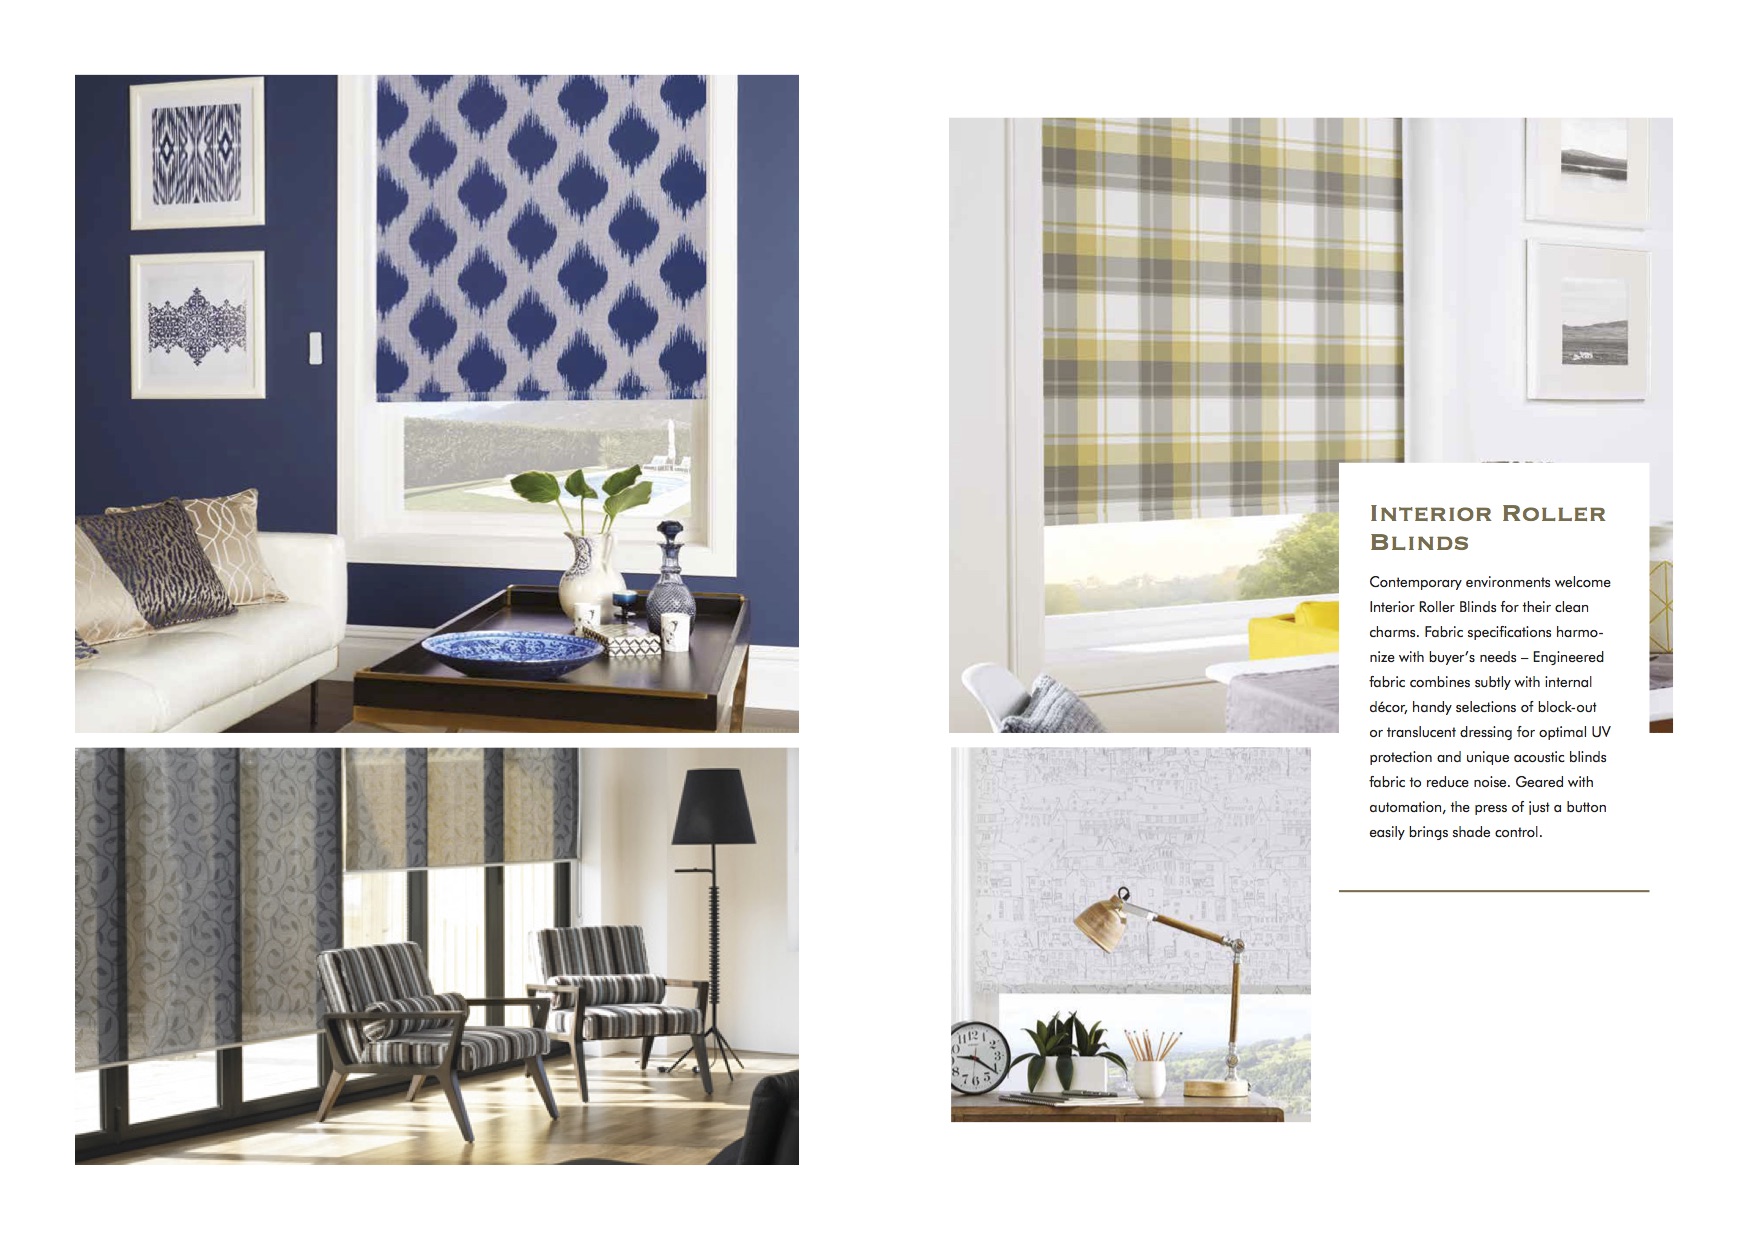 Interior Roller
Blinds
Contemporary environments welcome
Interior Roller Blinds for their clean
charms. Fabric specifications harmo-
nize with buyer's needs – Engineered
fabric combines subtly with internal
décor, handy selections of block-out
or translucent dressing for optimal UV
protection and unique acoustic blinds
fabric to reduce noise. Geared with
automation, the press of just a button
easily brings shade control.